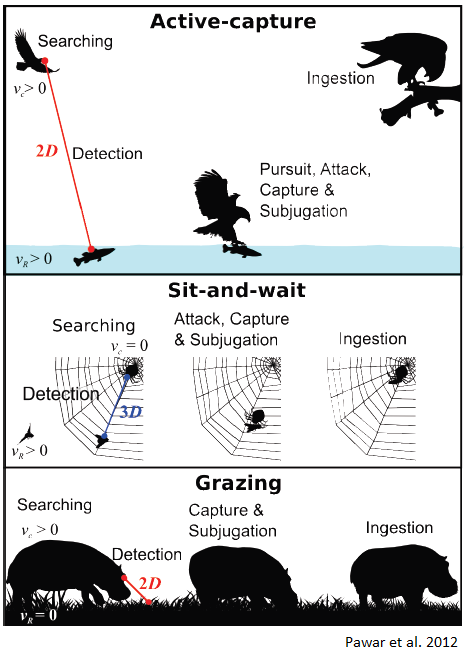 Active-capture
Searching
v_c > 0
Ingestion
2D Detection
Pursuit, Attack,
Capture &
Subjugation
v_R > 0
Sit-and-wait
Searching
v_c = 0
Attack, Capture
& Subjugation
Ingestion
Detection
3D
v_R > 0
Grazing
Searching
v_c > 0
Capture &
Subjugation
Ingestion
Detection
2D
v_R = 0
Pawar et al. 2012